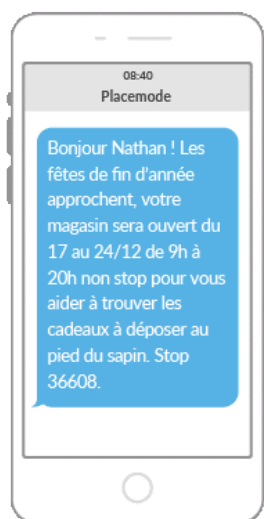 08:40
Placemode
Bonjour Nathan ! Les
fêtes de fin d'année
approchent, votre
magasin sera ouvert du
17 au 24/12 de 9h à
20h non stop pour vous
aider à trouver les
cadeaux à déposer au
pied du sapin. Stop
36608.